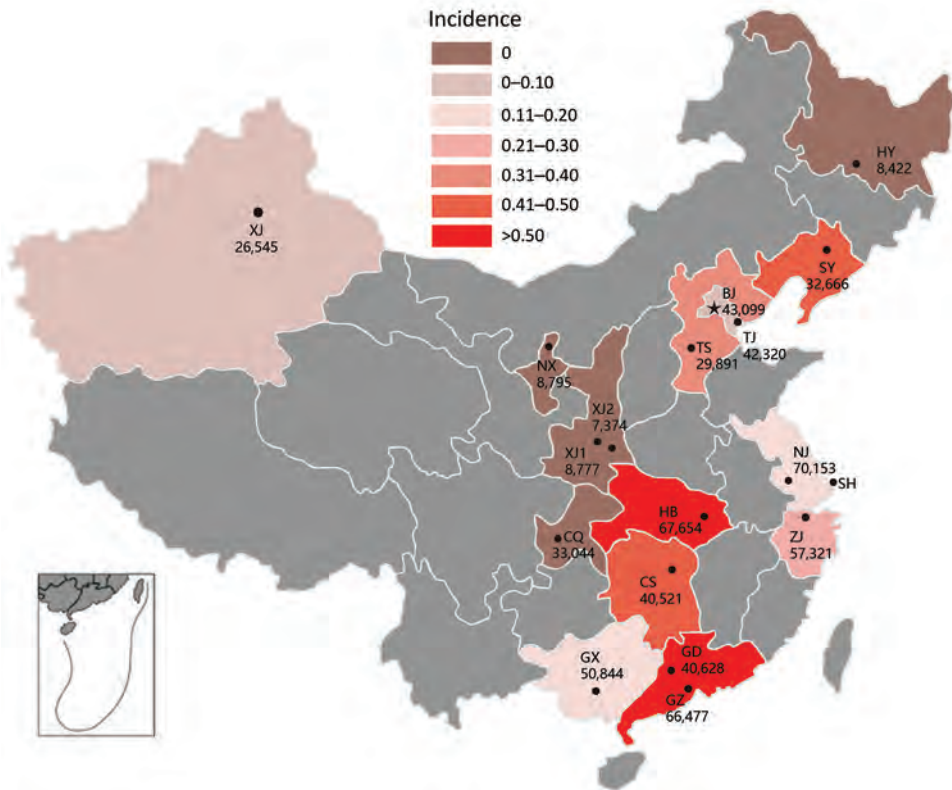 Incidence
0
0–0.10
0.11–0.20
0.21–0.30
0.31–0.40
0.41–0.50
>0.50
HY
8,422
XJ
26,545
SY
32,666
BJ
43,099
TJ
42,320
TS
29,891
NX
8,795
XJ2
7,374
XJ1
8,777
NJ
70,153
SH
HB
67,654
ZJ
57,321
CQ
33,044
CS
40,521
GX
50,844
GD
40,628
GZ
66,477